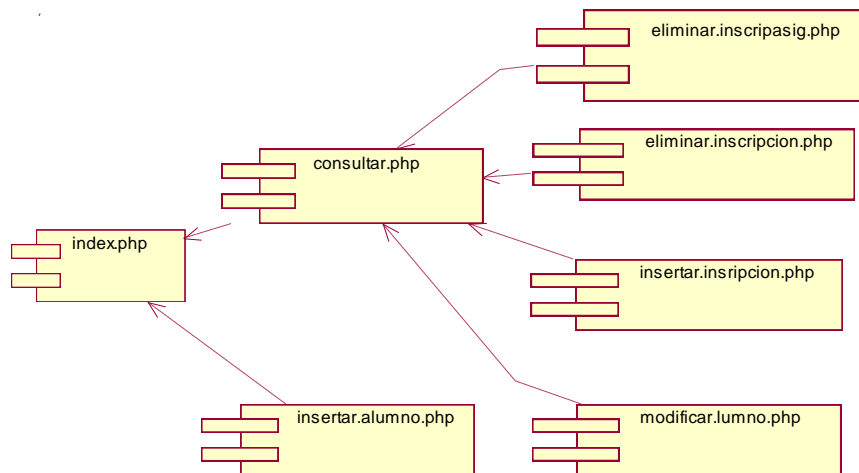 eliminar.inscripasig.php
consultar.php
eliminar.inscripcion.php
index.php
insertar.insripcion.php
insertar.alumno.php
modificar.lumno.php